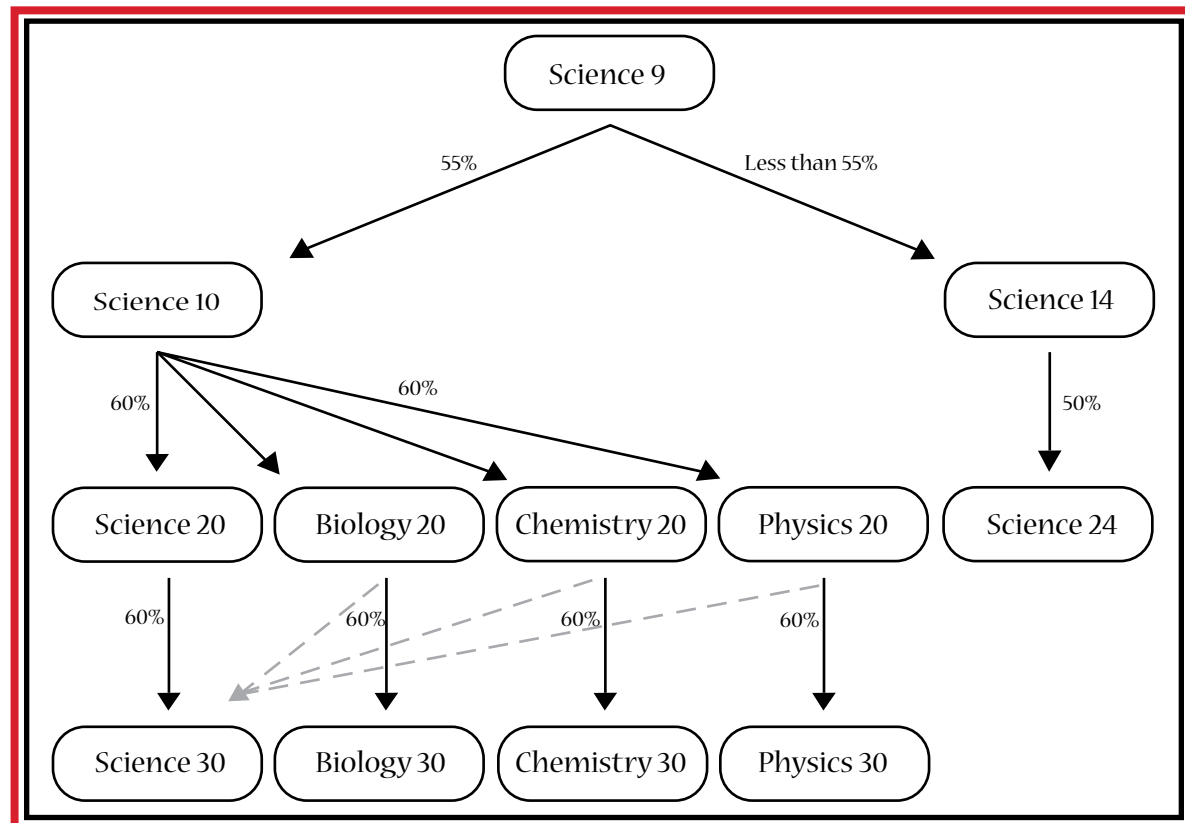 Science 9
55%
Less than 55%
Science 10
Science 14
60%
60%
50%
Science 20
Biology 20
Chemistry 20
Physics 20
Science 24
60%
60%
60%
60%
Science 30
Biology 30
Chemistry 30
Physics 30